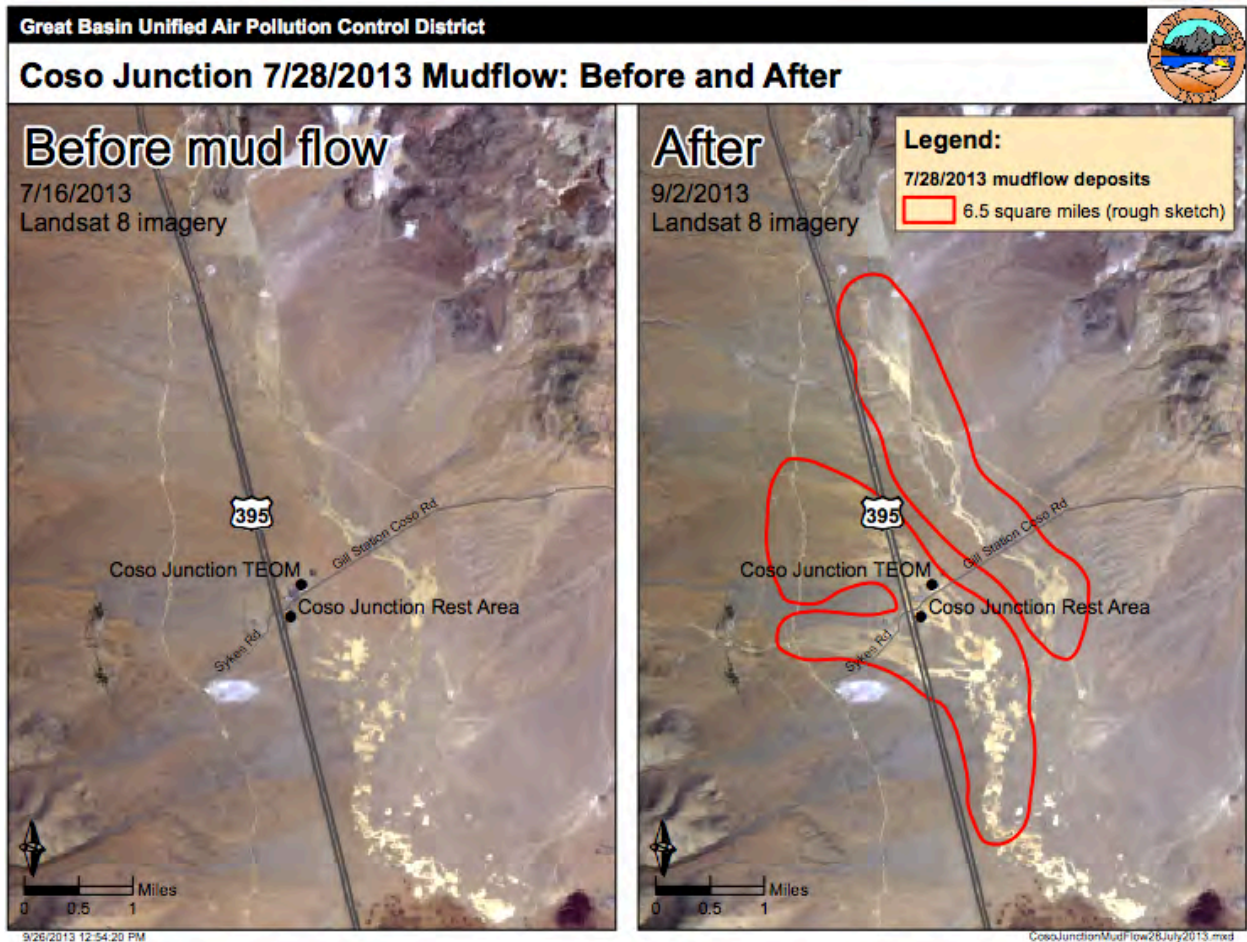 Great Basin Unified Air Pollution Control District
Coso Junction 7/28/2013 Mudflow: Before and After
Before mud flow
7/16/2013
Landsat 8 imagery
395
Gill Station Coso Rd
Coso Junction TEOM
Coso Junction Rest Area
Sykes Rd
Miles
0 0.5 1
9/26/2013 12:54:20 PM
After
9/2/2013
Landsat 8 imagery
Legend:
7/28/2013 mudflow deposits
6.5 square miles (rough sketch)
395
Gill Station Coso Rd
Coso Junction TEOM
Coso Junction Rest Area
Sykes Rd
Miles
0 0.5 1
CosoJunctionMudFlow28July2013.mxd